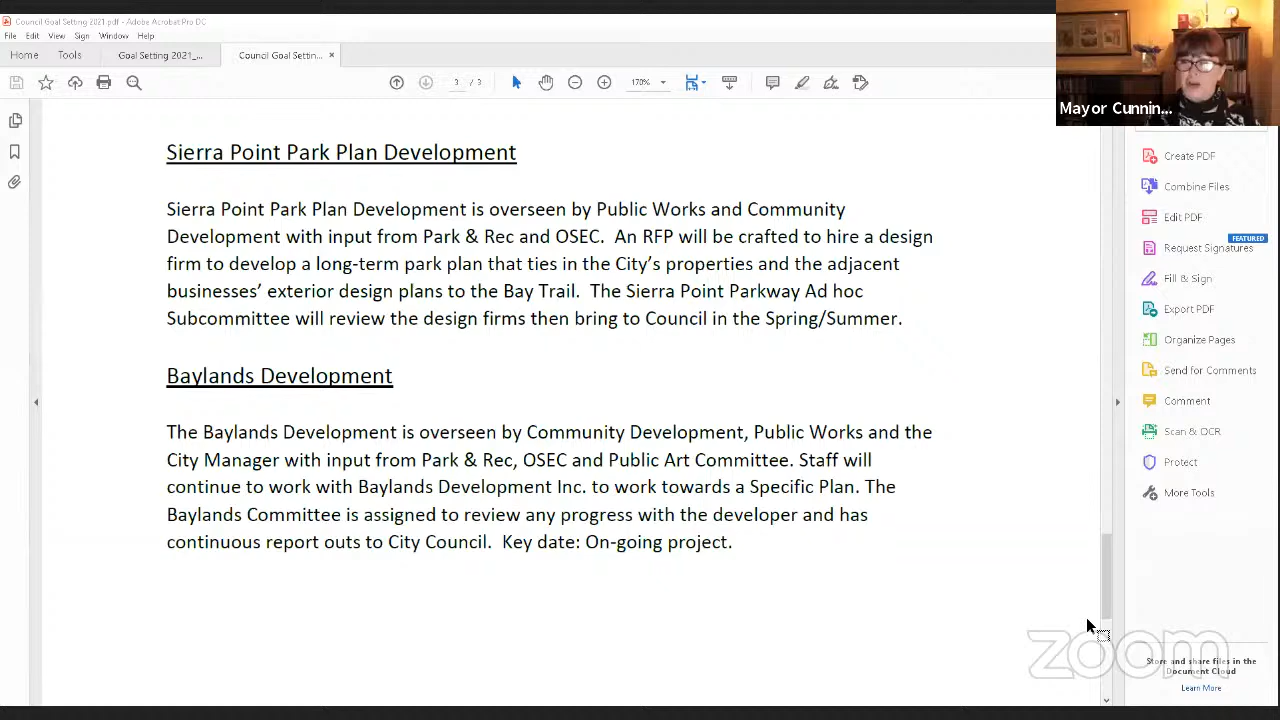 Council Goal Setting 2021.pdf - Adobe Acrobat Pro DC
File Edit View Sign Window Help
Home Tools Goal Setting 2021_... Council Goal Settin... ×
3 / 3 170%
Mayor Cunnin...
Sierra Point Park Plan Development
Sierra Point Park Plan Development is overseen by Public Works and Community
Development with input from Park & Rec and OSEC. An RFP will be crafted to hire a design
firm to develop a long-term park plan that ties in the City's properties and the adjacent
businesses' exterior design plans to the Bay Trail. The Sierra Point Parkway Ad hoc
Subcommittee will review the design firms then bring to Council in the Spring/Summer.
Baylands Development
The Baylands Development is overseen by Community Development, Public Works and the
City Manager with input from Park & Rec, OSEC and Public Art Committee. Staff will
continue to work with Baylands Development Inc. to work towards a Specific Plan. The
Baylands Committee is assigned to review any progress with the developer and has
continuous report outs to City Council. Key date: On-going project.
Create PDF
Combine Files
Edit PDF
FEATURED
Request Signatures
Fill & Sign
Export PDF
Organize Pages
Send for Comments
Comment
Scan & OCR
Protect
More Tools
zoom
Store and share files in the
Document Cloud
Learn More